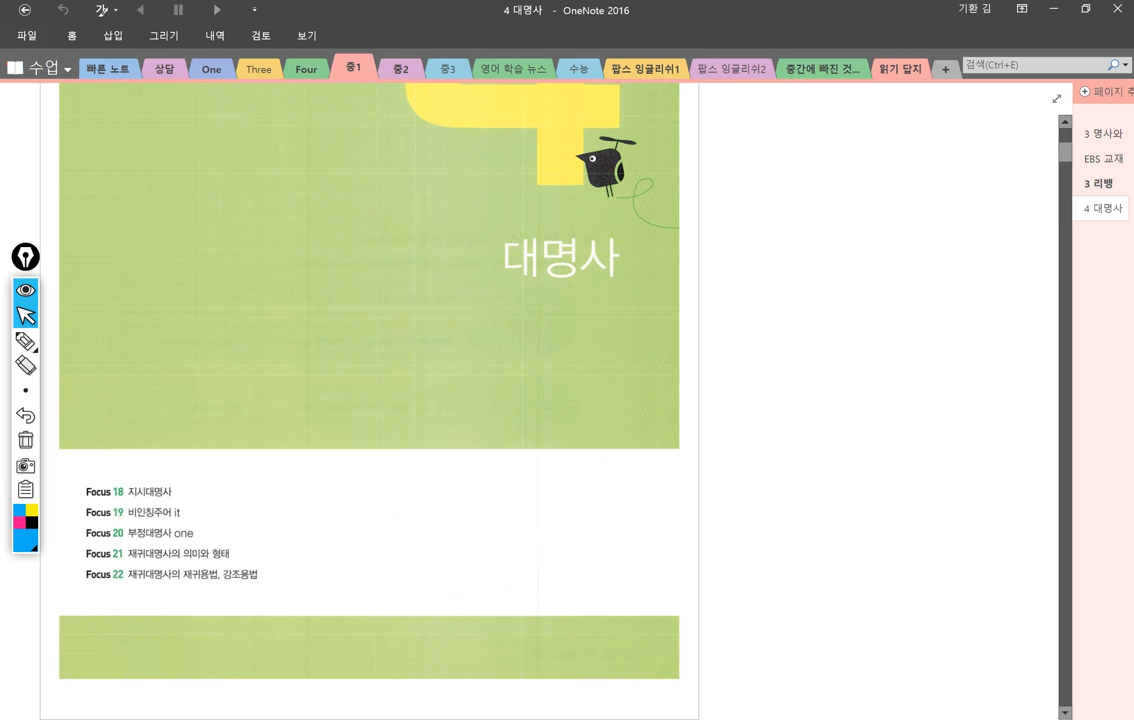 4 대명사 - OneNote 2016
기환 김
파일 홈 삽입 그리기 내역 검토 보기
수업
빠른 노트 상담 One Three Four 중1 중2 중3 영어 학습 뉴스 수능 팝스 잉글리쉬1 팝스 잉글리쉬2 중간에 빠진 것... 읽기 답지 +
검색(Ctrl+E)
페이지 추
3 명사와
EBS 교재
3 리뱅
4 대명사
4
대명사
Focus 18 지시대명사
Focus 19 비인칭주어 it
Focus 20 부정대명사 one
Focus 21 재귀대명사의 의미와 형태
Focus 22 재귀대명사의 재귀용법, 강조용법